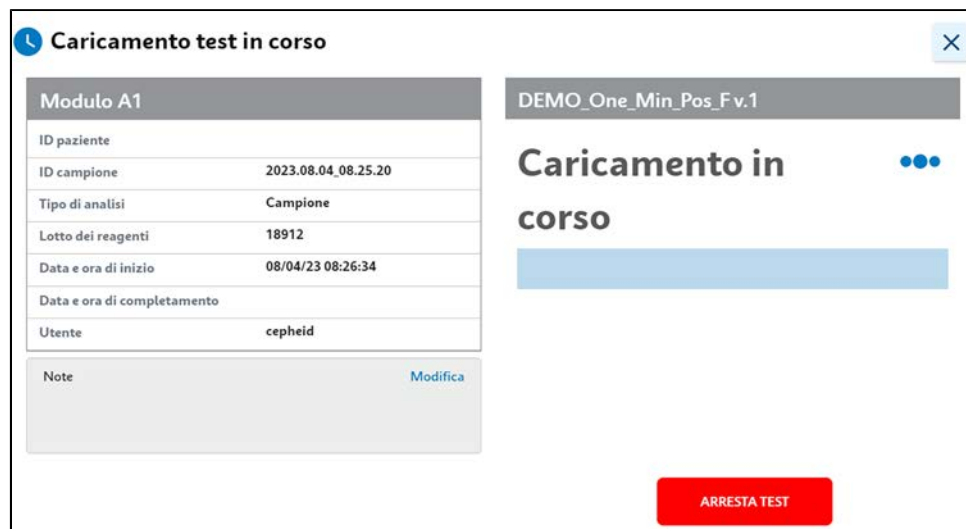 Caricamento test in corso
Modulo A1
ID paziente
ID campione 2023.08.04_08.25.20
Tipo di analisi Campione
Lotto dei reagenti 18912
Data e ora di inizio 08/04/23 08:26:34
Data e ora di completamento
Utente cepheid
Note Modifica
DEMO_One_Min_Pos_F v.1
Caricamento in
corso
ARRESTA TEST